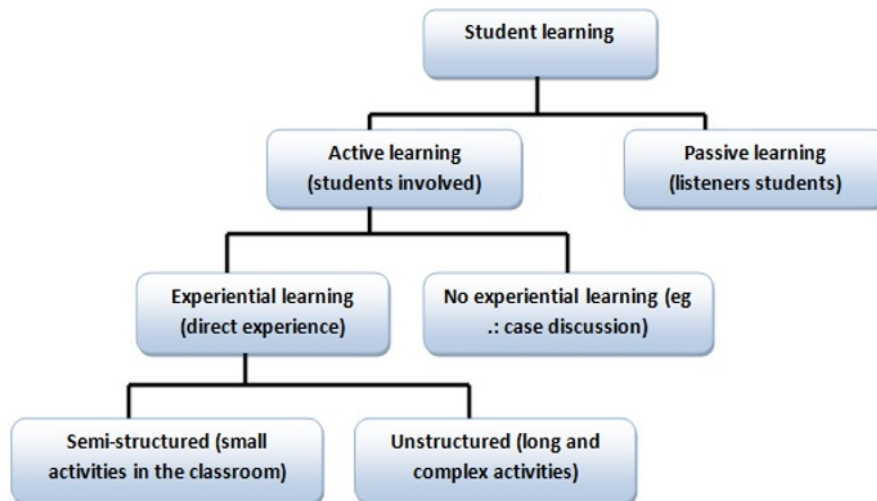 Student learning
Active learning
(students involved)
Passive learning
(listeners students)
Experiential learning
(direct experience)
No experiential learning (eg
.: case discussion)
Semi-structured (small
activities in the classroom)
Unstructured (long and
complex activities)